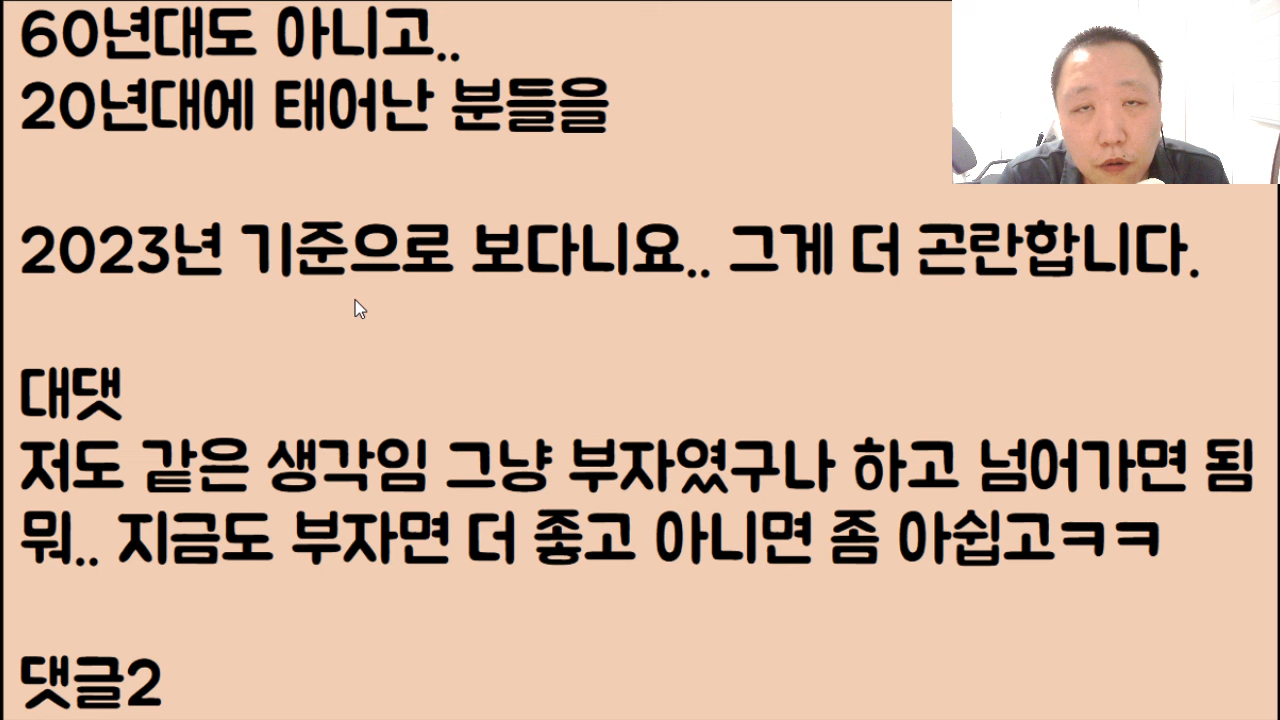 60년대도 아니고..
20년대에 태어난 분들을
2023년 기준으로 보다니요.. 그게 더 곤란합니다.
대댓
저도 같은 생각임 그냥 부자였구나 하고 넘어가면 됨
뭐.. 지금도 부자면 더 좋고 아니면 좀 아쉽고ㅋㅋ
댓글2